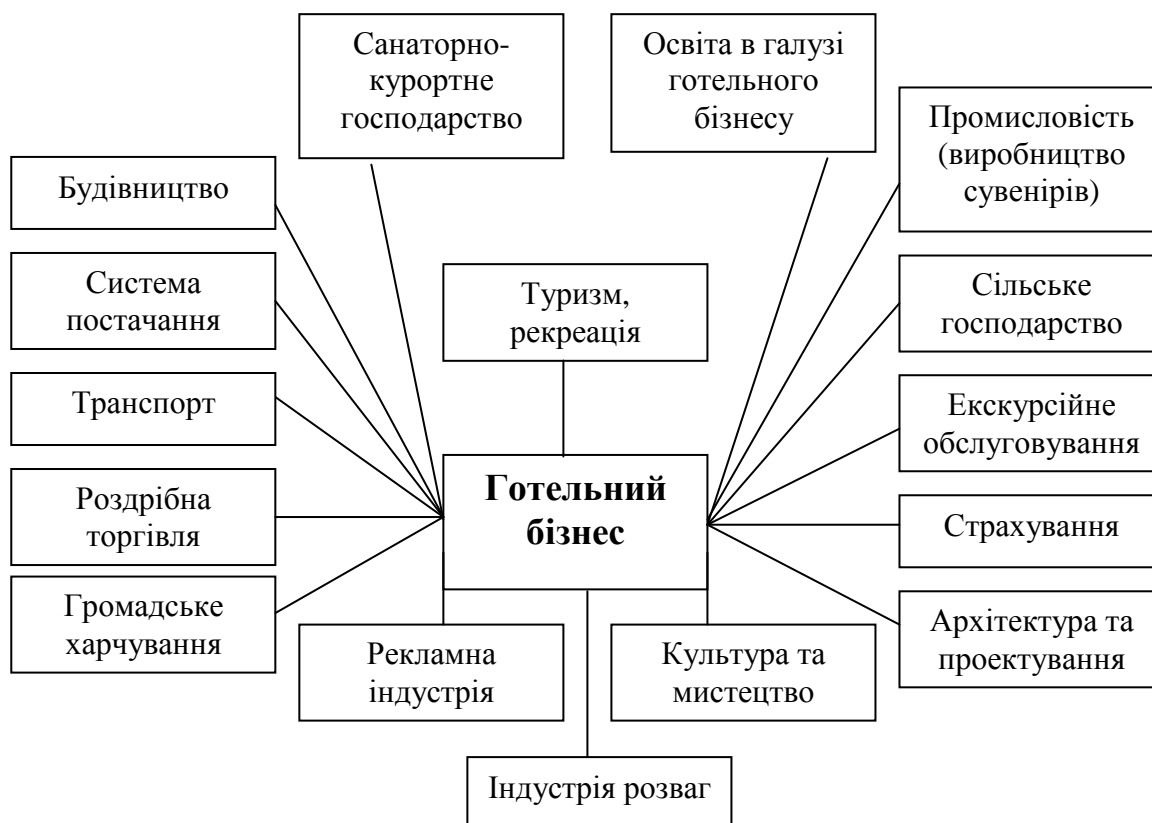 Санаторно-
курортне
господарство
Освіта в галузі
готельного
бізнесу
Промисловість
(виробництво
сувенірів)
Будівництво
Система
постачання
Туризм,
рекреація
Сільське
господарство
Транспорт
Екскурсійне
обслуговування
Готельний
бізнес
Роздрібна
торгівля
Страхування
Громадське
харчування
Рекламна
індустрія
Культура та
мистецтво
Архітектура та
проектування
Індустрія розваг